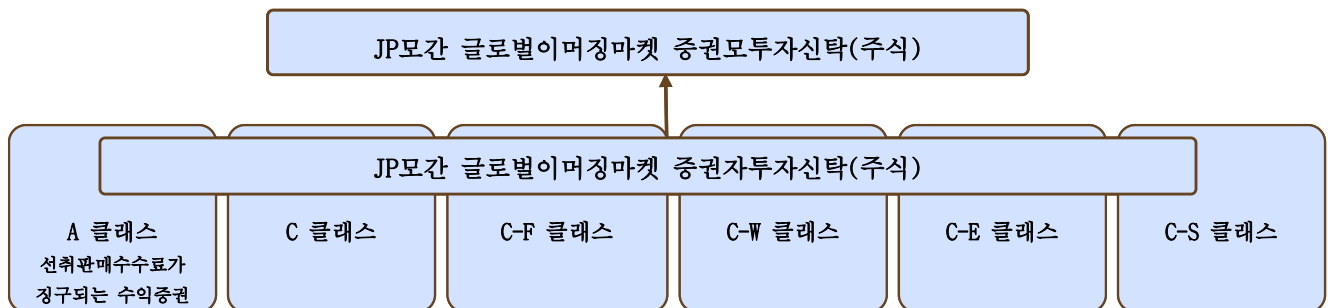 JP모간 글로벌이머징마켓 증권모투자신탁(주식)
JP모간 글로벌이머징마켓 증권자투자신탁(주식)
A 클래스
선취판매수수료가
징구되는 수익증권
C 클래스
C-F 클래스
C-W 클래스
C-E 클래스
C-S 클래스